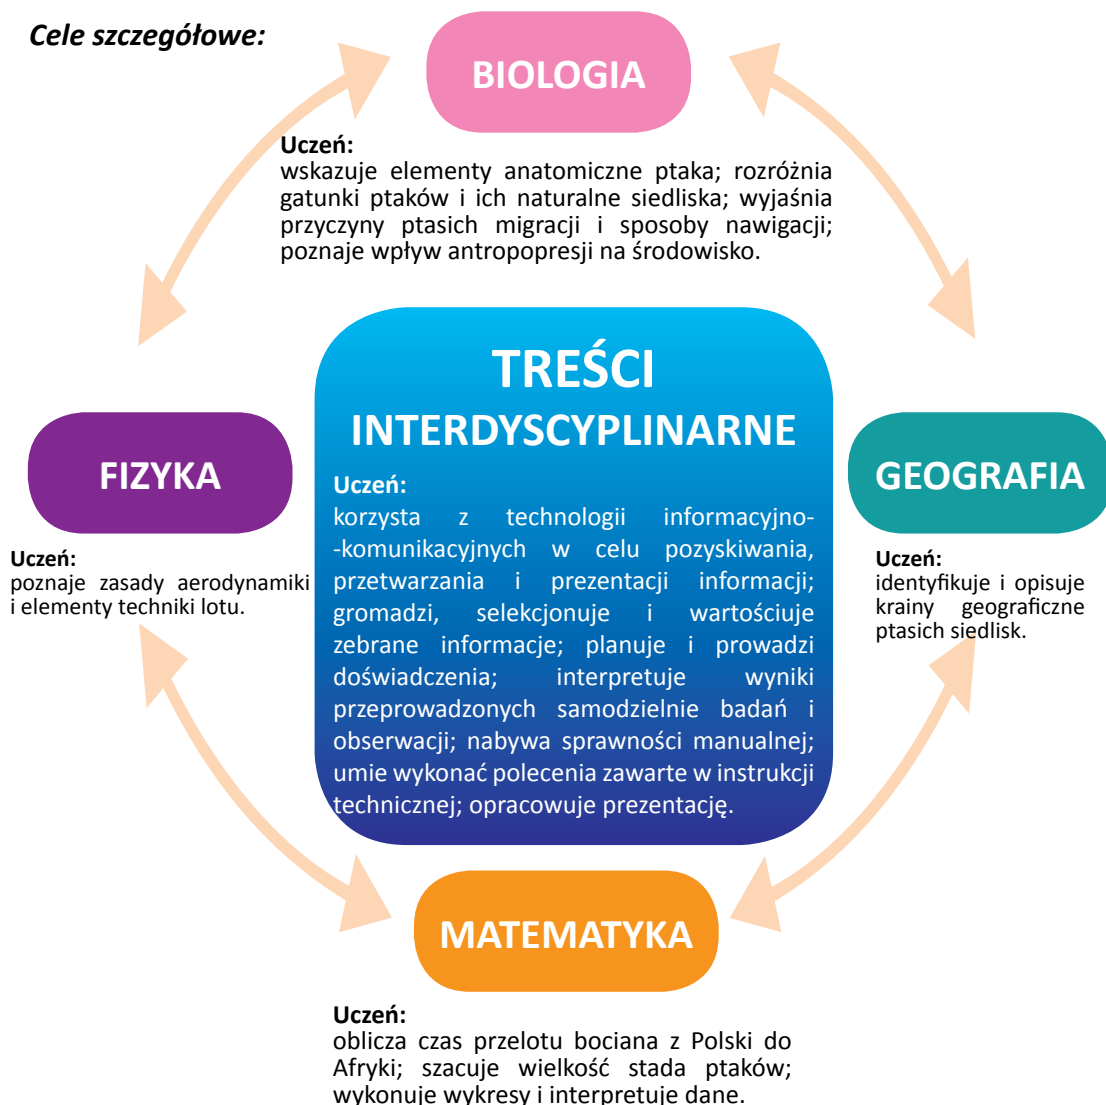 Cele szczegółowe:
BIOLOGIA
Uczeń:
wskazuje elementy anatomiczne ptaka; rozróżnia
gatunki ptaków i ich naturalne siedliska; wyjaśnia
przyczyny ptasich migracji i sposoby nawigacji;
poznaje wpływ antropopresji na środowisko.
TREŚCI
INTERDYSCYPLINARNE
Uczeń:
korzysta z technologii informacyjno-
-komunikacyjnych w celu pozyskiwania,
przetwarzania i prezentacji informacji;
gromadzi, selekcjonuje i wartościuje
zebrane informacje; planuje i prowadzi
doświadczenia; interpretuje wyniki
przeprowadzonych samodzielnie badań i
obserwacji; nabywa sprawności manualnej;
umie wykonać polecenia zawarte w instrukcji
technicznej; opracowuje prezentację.
FIZYKA
Uczeń:
poznaje zasady aerodynamiki
i elementy techniki lotu.
GEOGRAFIA
Uczeń:
identyfikuje i opisuje
krainy geograficzne
ptasich siedlisk.
MATEMATYKA
Uczeń:
oblicza czas przelotu bociana z Polski do
Afryki; szacuje wielkość stada ptaków;
wykonuje wykresy i interpretuje dane.